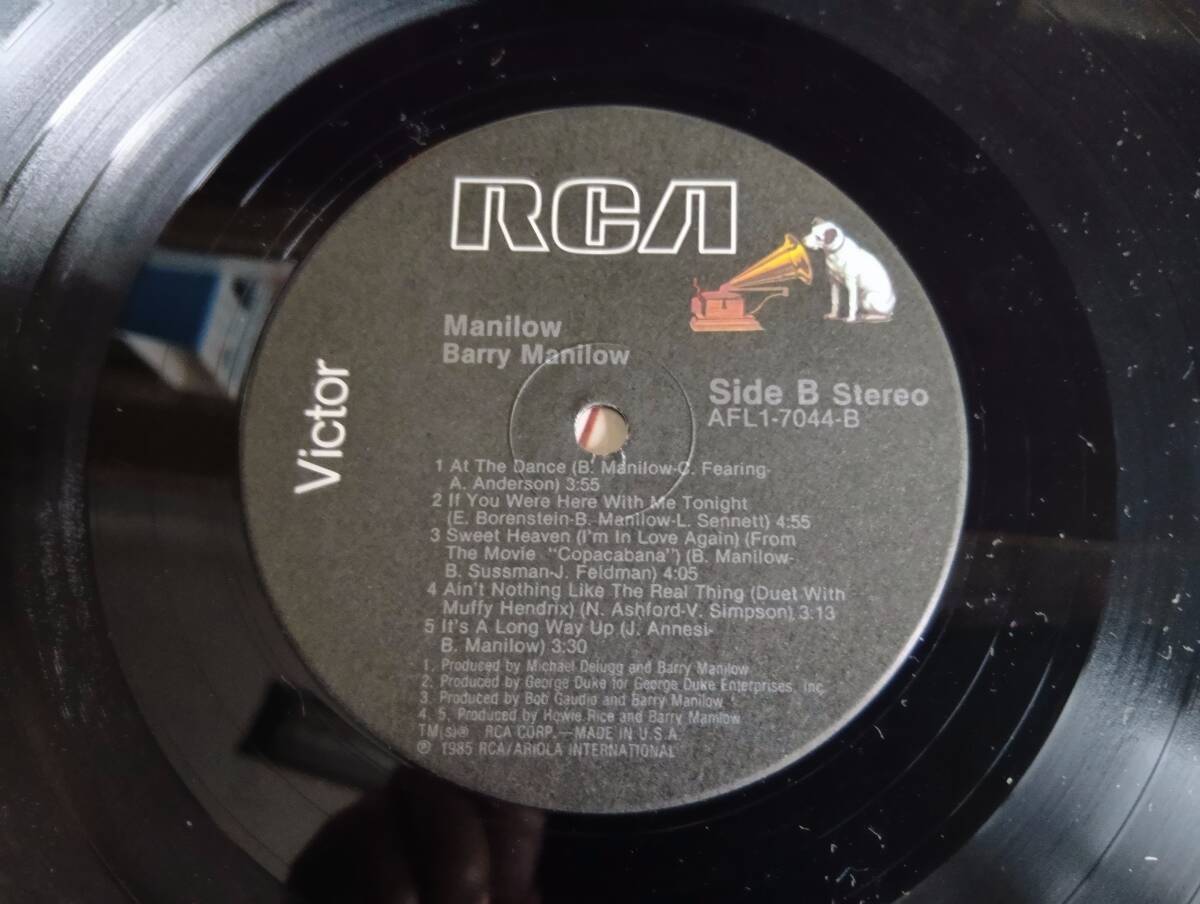 RCA
Victor
Manilow
Barry Manilow
Side B Stereo
AFL1-7044-B
1 At The Dance (B. Manilow-C. Fearing-
A. Anderson) 3:55
2 If You Were Here With Me Tonight
(E. Borenstein-B. Manilow-L. Sennett) 4:55
3 Sweet Heaven (I'm In Love Again) (From
The Movie "Copacabana") (B. Manilow-
B. Sussman-J. Feldman) 4:05
4 Ain't Nothing Like The Real Thing (Duet With
Muffy Hendrix) (N. Ashford-V. Simpson) 3:13
5 It's A Long Way Up (J. Annesi-
B. Manilow) 3:30
1. Produced by Michael Delugg and Barry Manilow
2. Produced by George Duke for George Duke Enterprises, Inc.
3. Produced by Bob Gaudio and Barry Manilow
4, 5. Produced by Howie Rice and Barry Manilow
TM(s)® RCA CORP.—MADE IN U.S.A.
℗ 1985 RCA/ARIOLA INTERNATIONAL